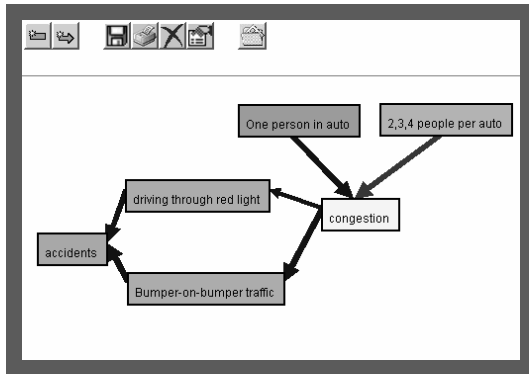 One person in auto
2,3,4 people per auto
driving through red light
congestion
accidents
Bumper-on-bumper traffic